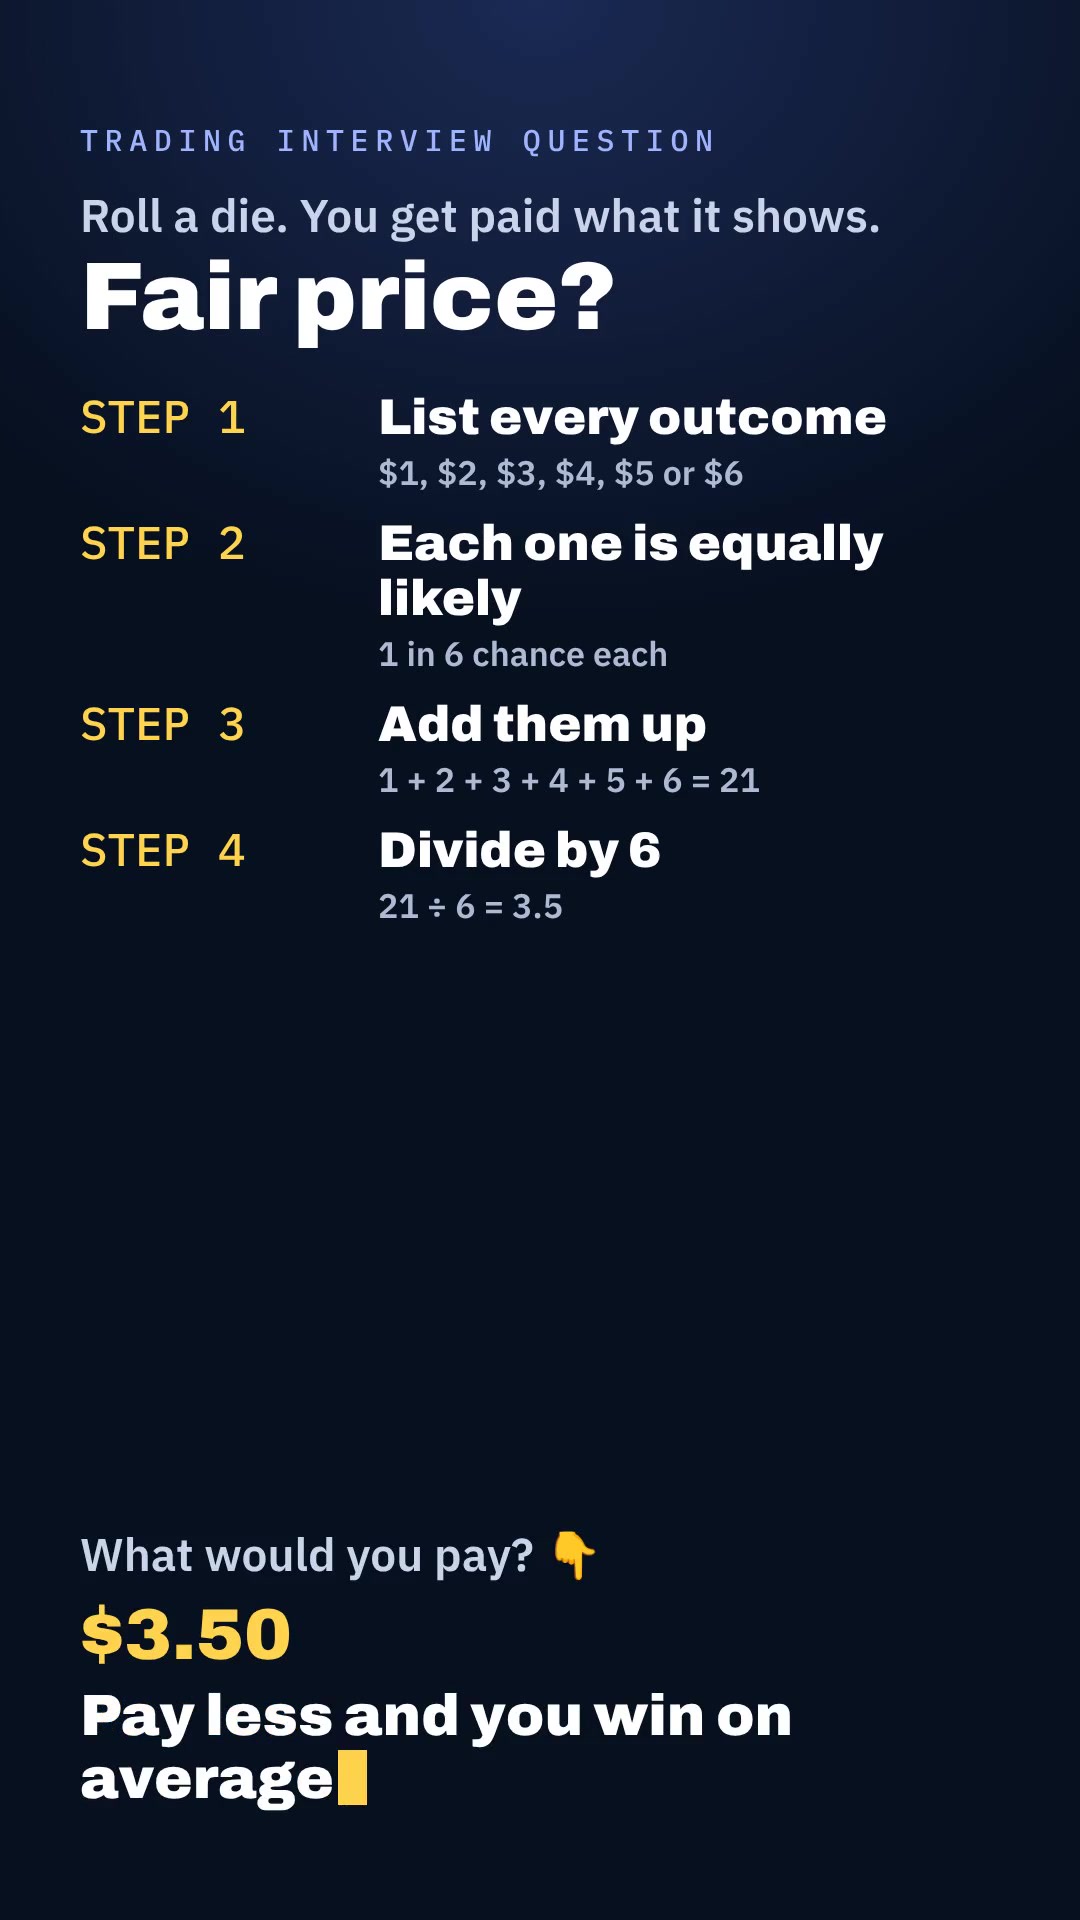 TRADING INTERVIEW QUESTION
Roll a die. You get paid what it shows.
Fair price?
STEP 1
List every outcome
$1, $2, $3, $4, $5 or $6
STEP 2
Each one is equally
likely
1 in 6 chance each
STEP 3
Add them up
1 + 2 + 3 + 4 + 5 + 6 = 21
STEP 4
Divide by 6
21 ÷ 6 = 3.5
What would you pay? 👇
$3.50
Pay less and you win on
average